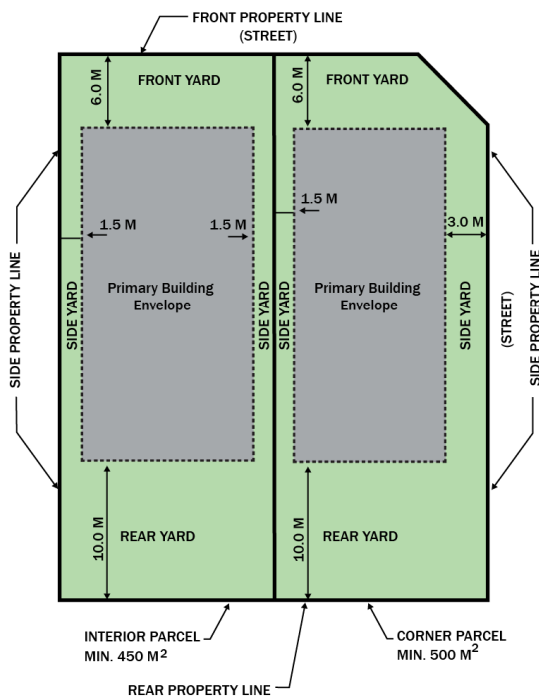 FRONT PROPERTY LINE
(STREET)
6.0 M
FRONT YARD
6.0 M
FRONT YARD
1.5 M
1.5 M
1.5 M
3.0 M
SIDE PROPERTY LINE
SIDE YARD
Primary Building
Envelope
SIDE YARD
SIDE YARD
Primary Building
Envelope
SIDE YARD
(STREET)
SIDE PROPERTY LINE
10.0 M
REAR YARD
10.0 M
REAR YARD
INTERIOR PARCEL
MIN. 450 M²
CORNER PARCEL
MIN. 500 M²
REAR PROPERTY LINE